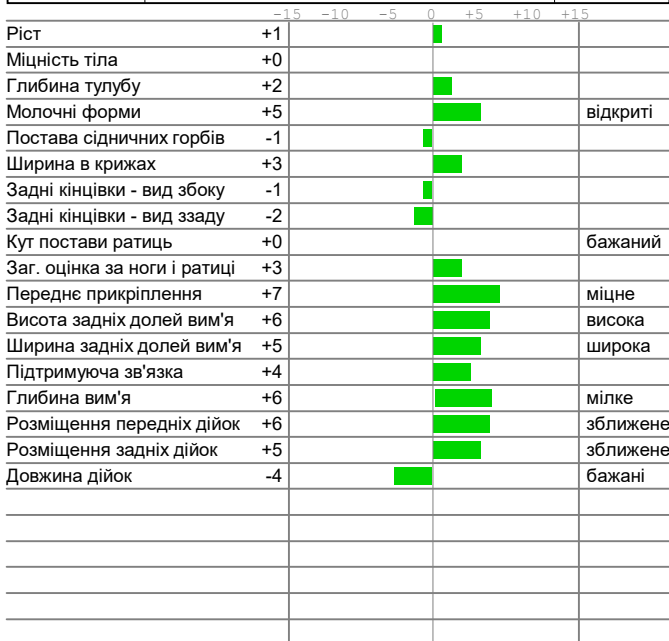 -15 -10 -5 0 +5 +10 +15
Ріст +1
Міцність тіла +0
Глибина тулубу +2
Молочні форми +5 відкриті
Постава сідничних горбів -1
Ширина в крижах +3
Задні кінцівки - вид збоку -1
Задні кінцівки - вид ззаду -2
Кут постави ратиць +0 бажаний
Заг. оцінка за ноги і ратиці +3
Переднє прикріплення +7 міцне
Висота задніх долей вим'я +6 висока
Ширина задніх долей вим'я +5 широка
Підтримуюча зв'язка +4
Глибина вим'я +6 мілке
Розміщення передніх дійок +6 зближене
Розміщення задніх дійок +5 зближене
Довжина дійок -4 бажані